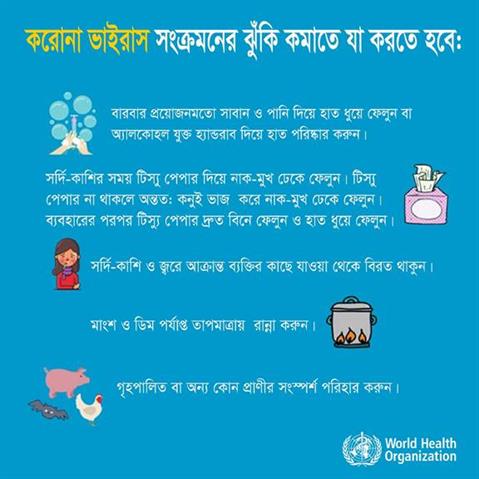 করোনা ভাইরাস সংক্রমনের ঝুঁকি কমাতে যা করতে হবে:
বারবার প্রয়োজনমতো সাবান ও পানি দিয়ে হাত ধুয়ে ফেলুন বা
অ্যালকোহল যুক্ত হ্যান্ডরাব দিয়ে হাত পরিষ্কার করুন।
সর্দি-কাশির সময় টিস্যু পেপার দিয়ে নাক-মুখ ঢেকে ফেলুন। টিস্যু
পেপার না থাকলে অন্তত: কনুই ভাজ করে নাক-মুখ ঢেকে ফেলুন।
ব্যবহারের পরপর টিস্যু পেপার দ্রুত বিনে ফেলুন ও হাত ধুয়ে ফেলুন।
সর্দি-কাশি ও জ্বরে আক্রান্ত ব্যক্তির কাছে যাওয়া থেকে বিরত থাকুন।
মাংশ ও ডিম পর্যাপ্ত তাপমাত্রায় রান্না করুন।
গৃহপালিত বা অন্য কোন প্রাণীর সংস্পর্শ পরিহার করুন।
World Health
Organization